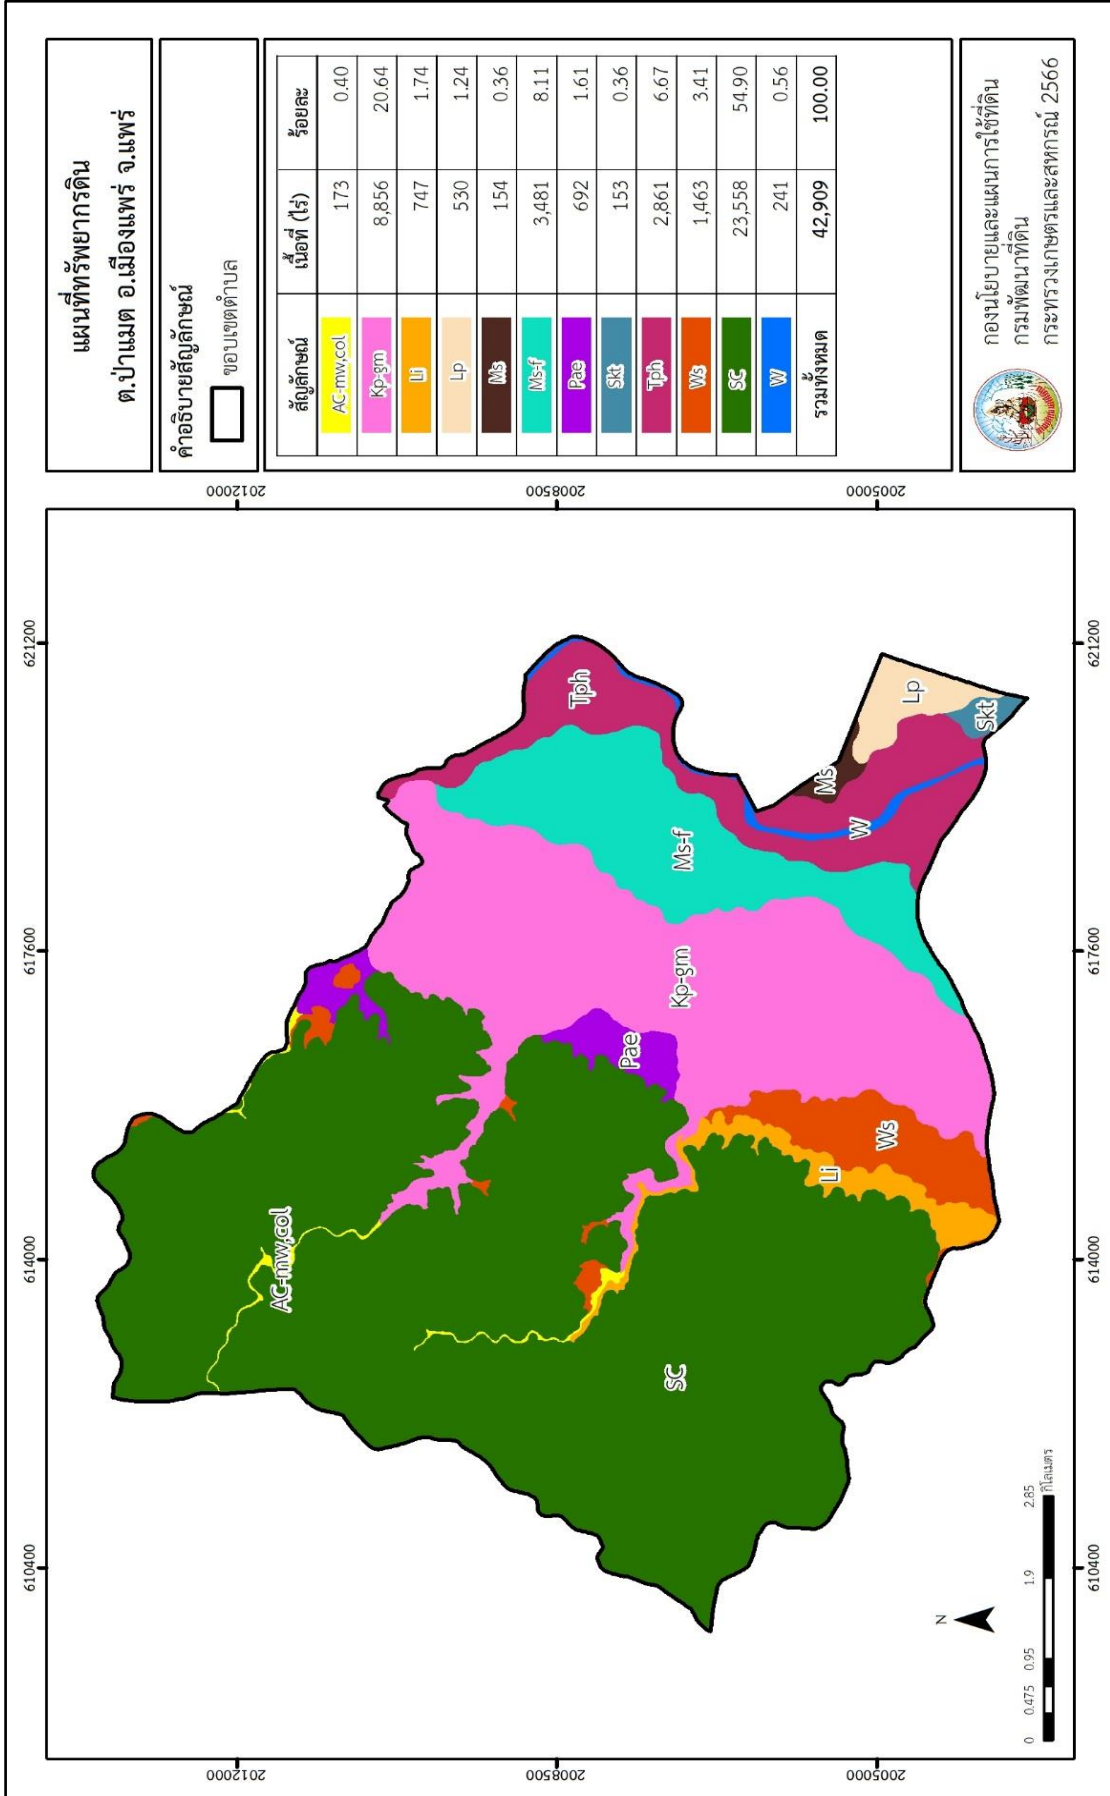 แผนที่ทรัพยากรดิน
ต.ป่าแมต อ.เมืองแพร่ จ.แพร่
คำอธิบายสัญลักษณ์
ขอบเขตตำบล
สัญลักษณ์ เนื้อที่ (ไร่) ร้อยละ
AC-mw,col 173 0.40
Kp-gm 8,856 20.64
Li 747 1.74
Lp 530 1.24
Ms 154 0.36
Ms-f 3,481 8.11
Pae 692 1.61
Skt 153 0.36
Tph 2,861 6.67
Ws 1,463 3.41
SC 23,558 54.90
W 241 0.56
รวมทั้งหมด 42,909 100.00
กองนโยบายและแผนการใช้ที่ดิน
กรมพัฒนาที่ดิน
กระทรวงเกษตรและสหกรณ์ 2566
610400 614000 617600 621200
2012000
2012000
2008500
2008500
2005000
2005000
AC-mw,col
Tph
Pae
Kp-gm
Ms-f
SC
Li
Ws
W
Ms
Lp
Skt
N
0 0.475 0.95 1.9 2.85
กิโลเมตร
610400 614000 617600 621200